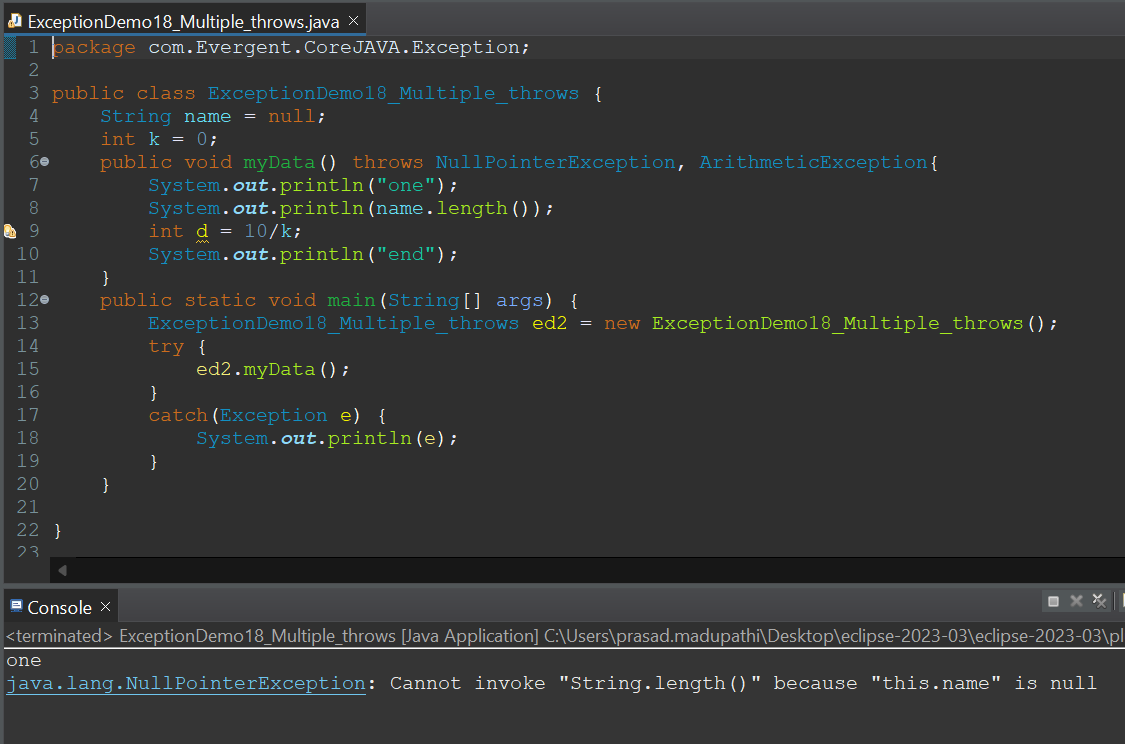 ExceptionDemo18_Multiple_throws.java
1 package com.Evergent.CoreJAVA.Exception;
2
3 public class ExceptionDemo18_Multiple_throws {
4 String name = null;
5 int k = 0;
6 public void myData() throws NullPointerException, ArithmeticException{
7 System.out.println("one");
8 System.out.println(name.length());
9 int d = 10/k;
10 System.out.println("end");
11 }
12 public static void main(String[] args) {
13 ExceptionDemo18_Multiple_throws ed2 = new ExceptionDemo18_Multiple_throws();
14 try {
15 ed2.myData();
16 }
17 catch(Exception e) {
18 System.out.println(e);
19 }
20 }
21
22 }
23
Console
<terminated> ExceptionDemo18_Multiple_throws [Java Application] C:\Users\prasad.madupathi\Desktop\eclipse-2023-03\eclipse-2023-03\pl
one
java.lang.NullPointerException: Cannot invoke "String.length()" because "this.name" is null